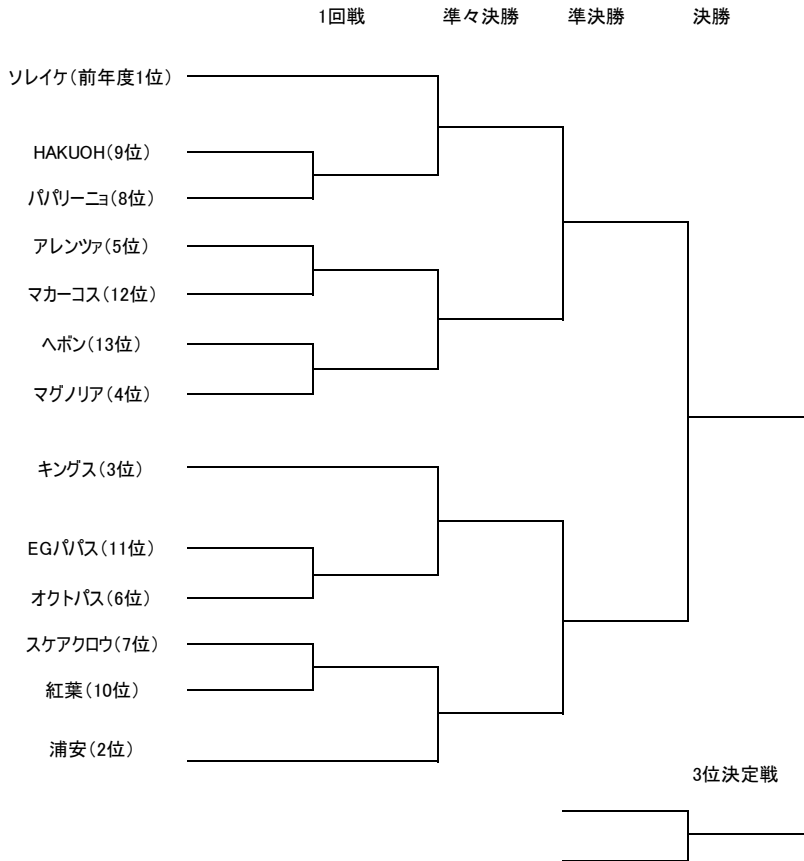 1回戦 準々決勝 準決勝 決勝
ソレイケ(前年度1位)
HAKUOH(9位)
パパリーニョ(8位)
アレンツァ(5位)
マカーコス(12位)
ヘボン(13位)
マグノリア(4位)
キングス(3位)
EGパパス(11位)
オクトパス(6位)
スケアクロウ(7位)
紅葉(10位)
浦安(2位)
3位決定戦